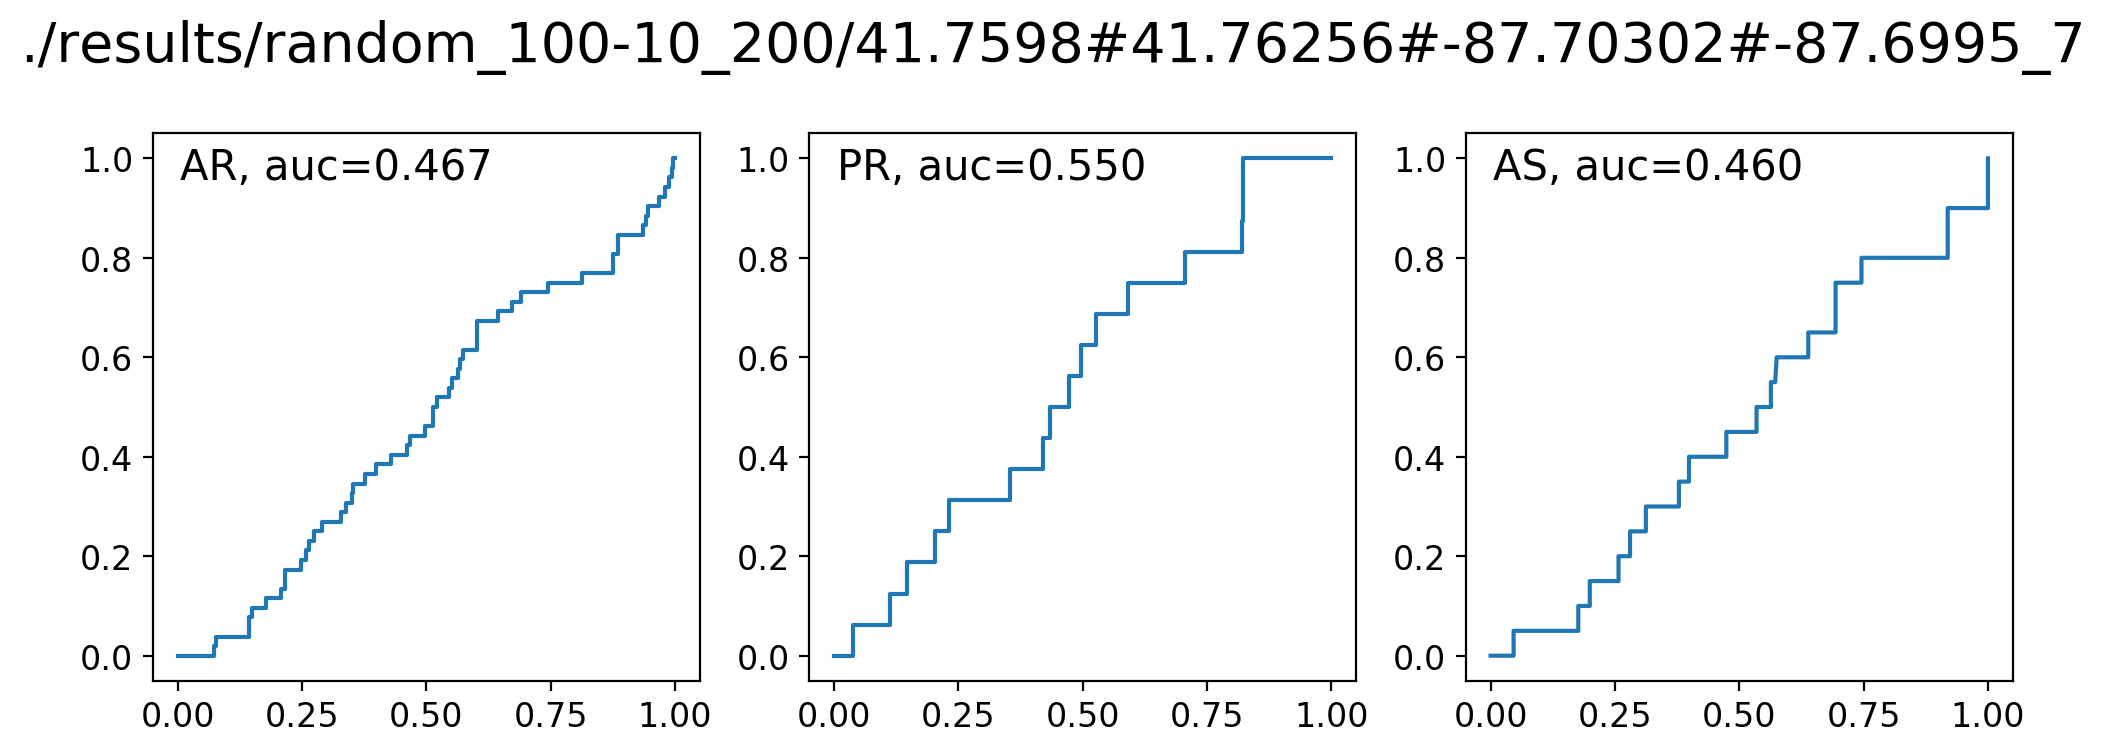 ./results/random_100-10_200/41.7598#41.76256#-87.70302#-87.6995_7
AR, auc=0.467
1.0
0.8
0.6
0.4
0.2
0.0
0.00 0.25 0.50 0.75 1.00
PR, auc=0.550
1.0
0.8
0.6
0.4
0.2
0.0
0.00 0.25 0.50 0.75 1.00
AS, auc=0.460
1.0
0.8
0.6
0.4
0.2
0.0
0.00 0.25 0.50 0.75 1.00